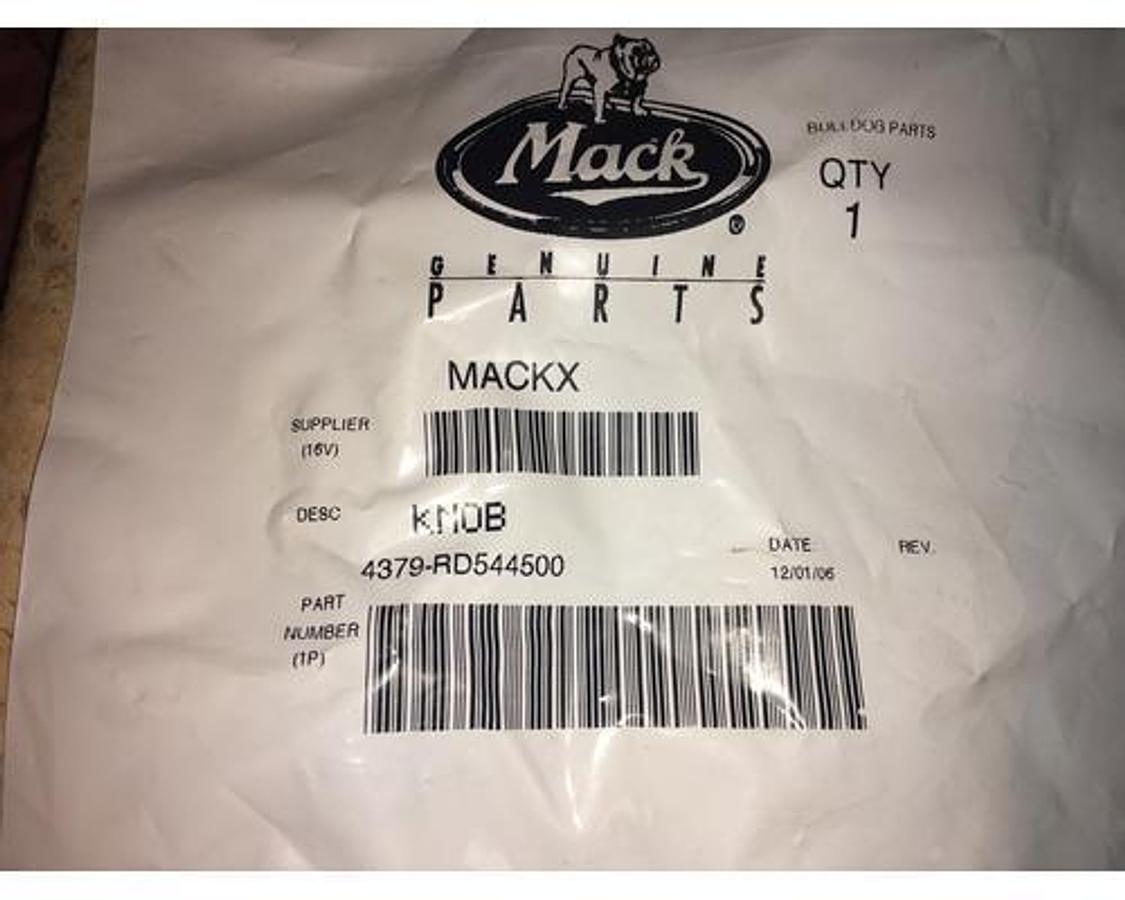 Mack
®
BULLDOG PARTS
QTY
1
GENUINE
PARTS
MACKX
SUPPLIER
(16V)
DESC
KNOB
4379-RD544500
DATE
REV.
12/01/06
PART
NUMBER
(1P)